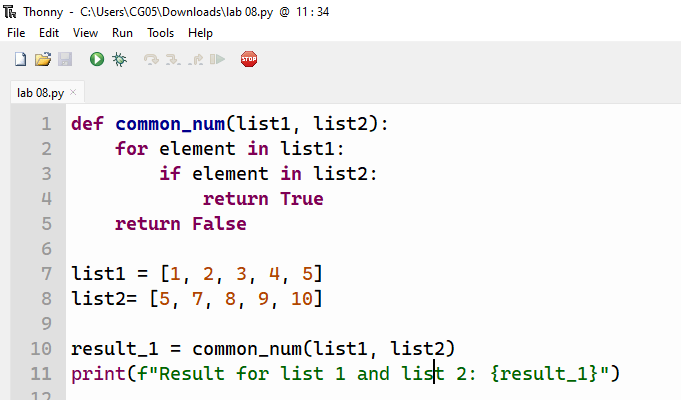 Thonny - C:\Users\CG05\Downloads\lab 08.py @ 11 : 34
File Edit View Run Tools Help
STOP
lab 08.py ×
1 def common_num(list1, list2):
2     for element in list1:
3         if element in list2:
4             return True
5     return False
6
7 list1 = [1, 2, 3, 4, 5]
8 list2= [5, 7, 8, 9, 10]
9
10 result_1 = common_num(list1, list2)
11 print(f"Result for list 1 and list 2: {result_1}")
12